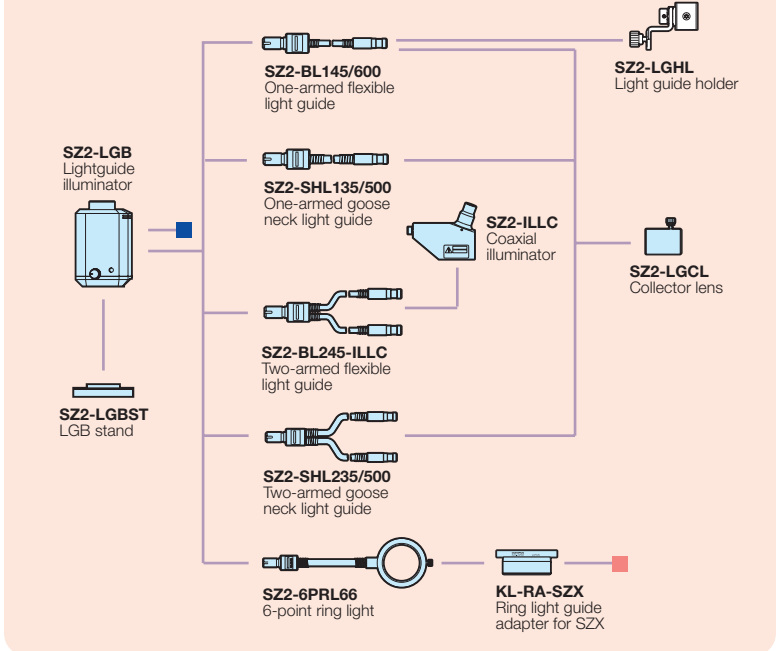 SZ2-BL145/600
One-armed flexible
light guide
SZ2-LGHL
Light guide holder
SZ2-LGB
Lightguide
illuminator
SZ2-SHL135/500
One-armed goose
neck light guide
SZ2-ILLC
Coaxial
illuminator
SZ2-LGCL
Collector lens
SZ2-BL245-ILLC
Two-armed flexible
light guide
SZ2-LGBST
LGB stand
SZ2-SHL235/500
Two-armed goose
neck light guide
SZ2-6PRL66
6-point ring light
KL-RA-SZX
Ring light guide
adapter for SZX